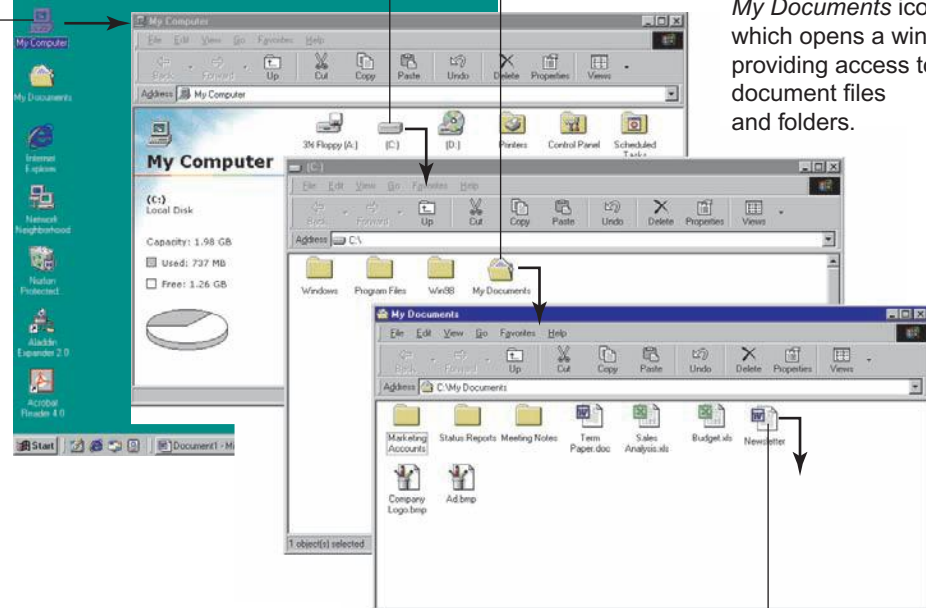 My Documents
which opens a win
providing access to
document files
and folders.
My Computer
My Documents
Internet
Explorer
Network
Neighborhood
Norton
Protected
Aladdin
Expander 2.0
Acrobat
Reader 4.0
Start
Document1 - Mi
My Computer
File Edit View Go Favorites Help
Back Forward Up Cut Copy Paste Undo Delete Properties Views
Address My Computer
3½ Floppy (A:) (C:) (D:) Printers Control Panel Scheduled
Tasks
My Computer
(C:)
Local Disk
Capacity: 1.98 GB
Used: 737 MB
Free: 1.26 GB
(C:)
File Edit View Go Favorites Help
Back Forward Up Cut Copy Paste Undo Delete Properties Views
Address C:\
Windows Program Files Win98 My Documents
1 object(s) selected
My Documents
File Edit View Go Favorites Help
Back Forward Up Cut Copy Paste Undo Delete Properties Views
Address C:\My Documents
Marketing Status Reports Meeting Notes Term Sales Budget.xls Newsletter
Accounts Paper.doc Analysis.xls
Company Ad.bmp
Logo.bmp